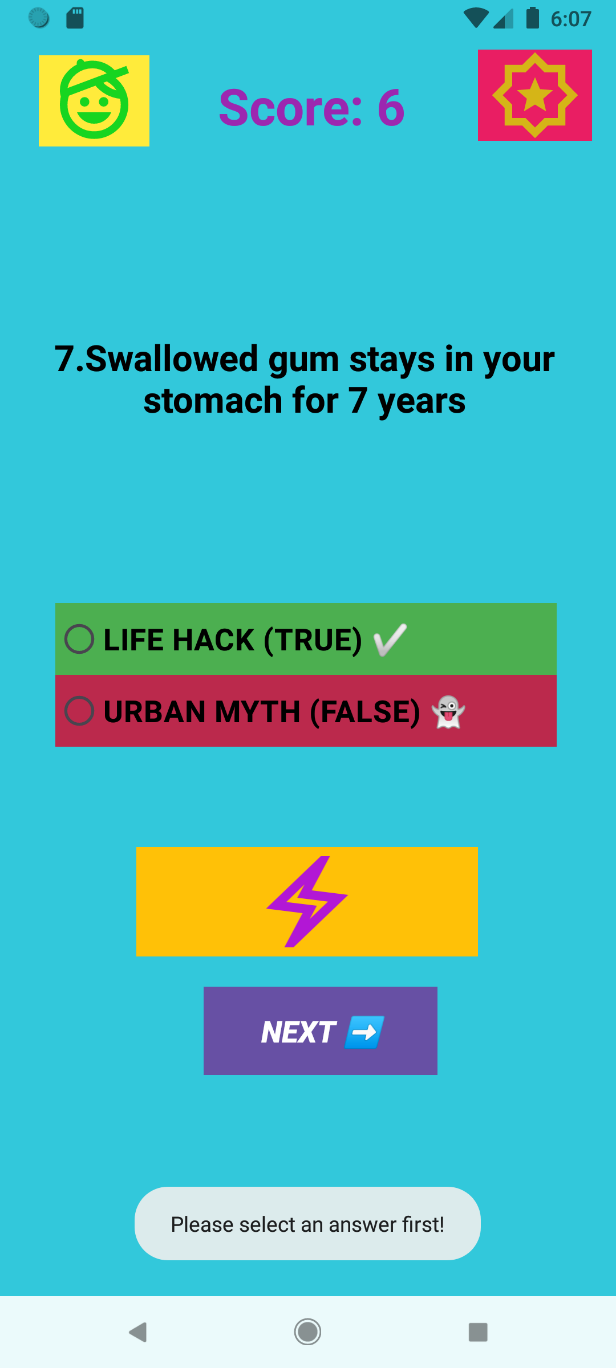 6:07
Score: 6
7.Swallowed gum stays in your
stomach for 7 years
LIFE HACK (TRUE) ✔️
URBAN MYTH (FALSE) 👻
NEXT ➡️
Please select an answer first!